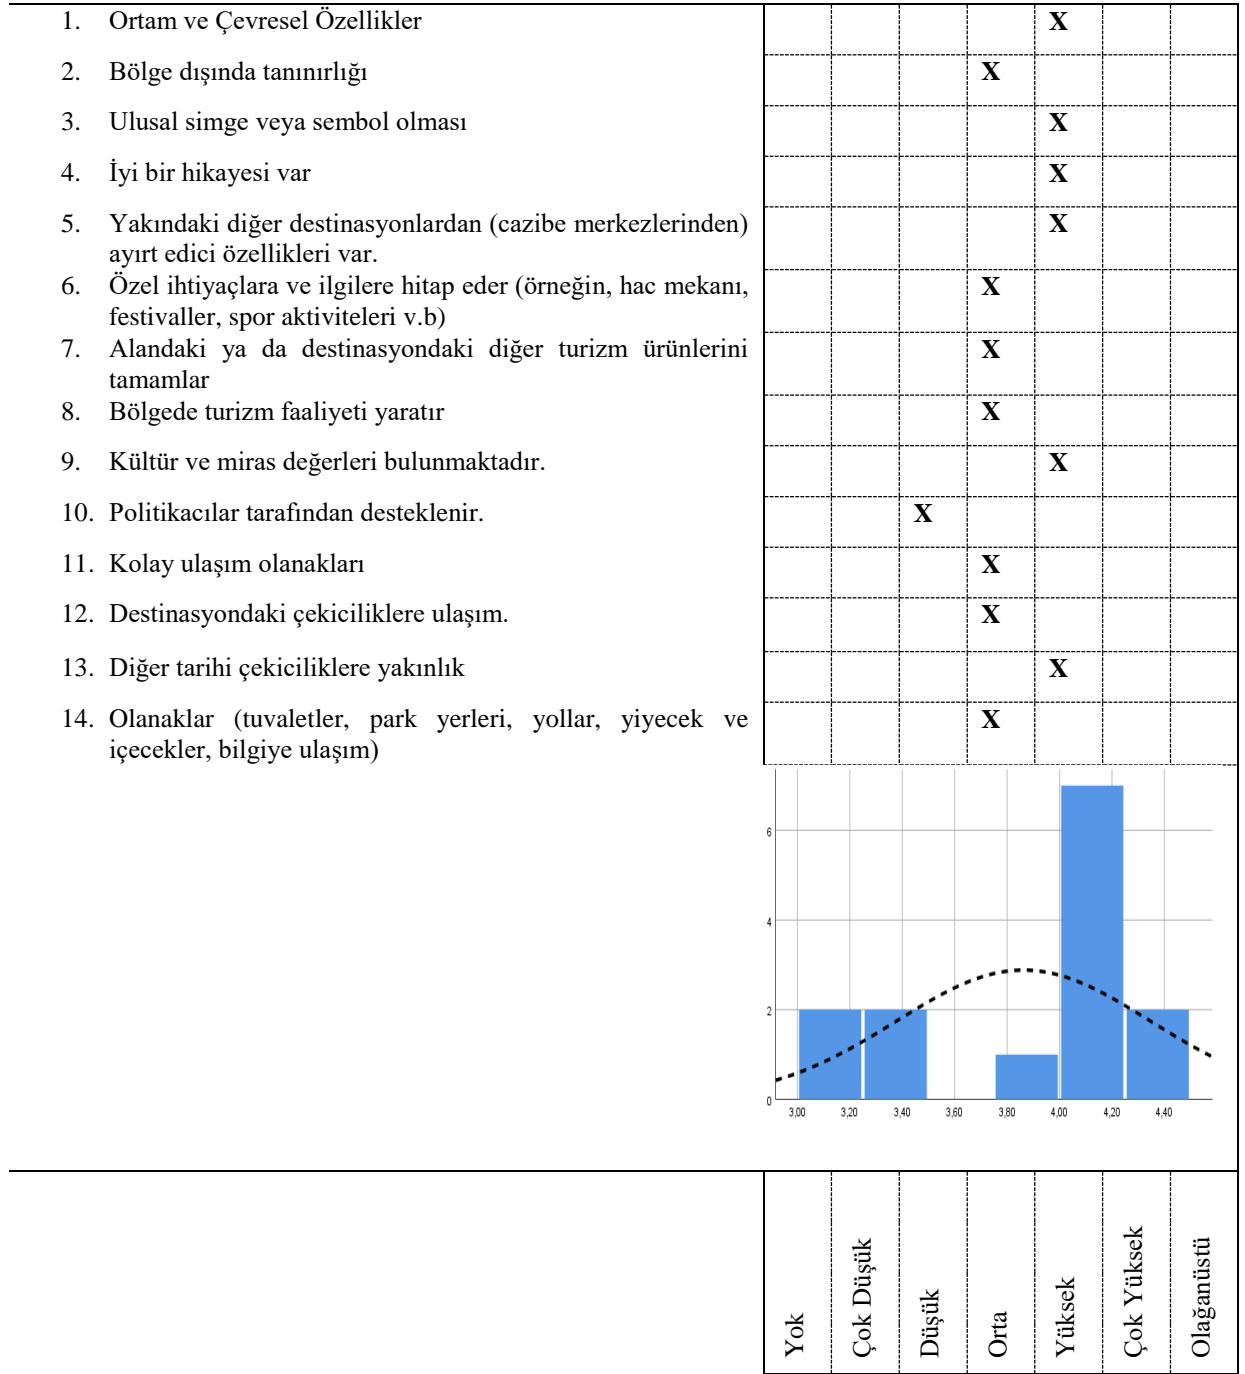 1. Ortam ve Çevresel Özellikler X
2. Bölge dışında tanınırlığı X
3. Ulusal simge veya sembol olması X
4. İyi bir hikayesi var X
5. Yakındaki diğer destinasyonlardan (cazibe merkezlerinden) X
ayırt edici özellikleri var.
6. Özel ihtiyaçlara ve ilgilere hitap eder (örneğin, hac mekanı, X
festivaller, spor aktiviteleri v.b)
7. Alandaki ya da destinasyondaki diğer turizm ürünlerini X
tamamlar
8. Bölgede turizm faaliyeti yaratır X
9. Kültür ve miras değerleri bulunmaktadır. X
10. Politikacılar tarafından desteklenir. X
11. Kolay ulaşım olanakları X
12. Destinasyondaki çekiciliklere ulaşım. X
13. Diğer tarihi çekiciliklere yakınlık X
14. Olanaklar (tuvaletler, park yerleri, yollar, yiyecek ve X
içecekler, bilgiye ulaşım)
6
4
2
0
3,00 3,20 3,40 3,60 3,80 4,00 4,20 4,40
Yok
Çok Düşük
Düşük
Orta
Yüksek
Çok Yüksek
Olağanüstü